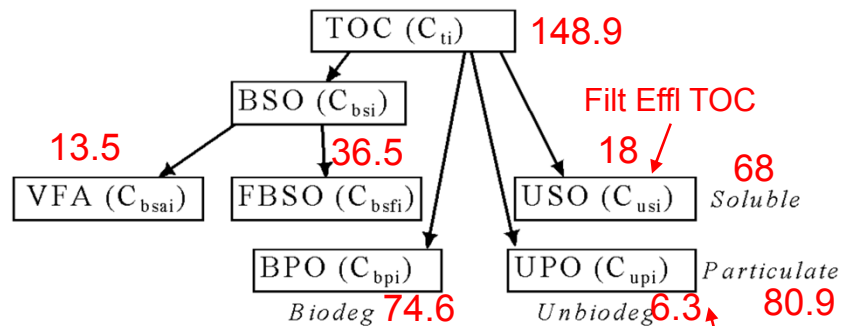 TOC (Cti) 148.9
BSO (Cbsi)
Filt Effl TOC
13.5 36.5 18 68
VFA (Cbsai) FBSO (Cbsfi) USO (Cusi) Soluble
BPO (Cbpi) UPO (Cupi) Particulate
Biodeg 74.6 Unbiodeg 6.3 80.9